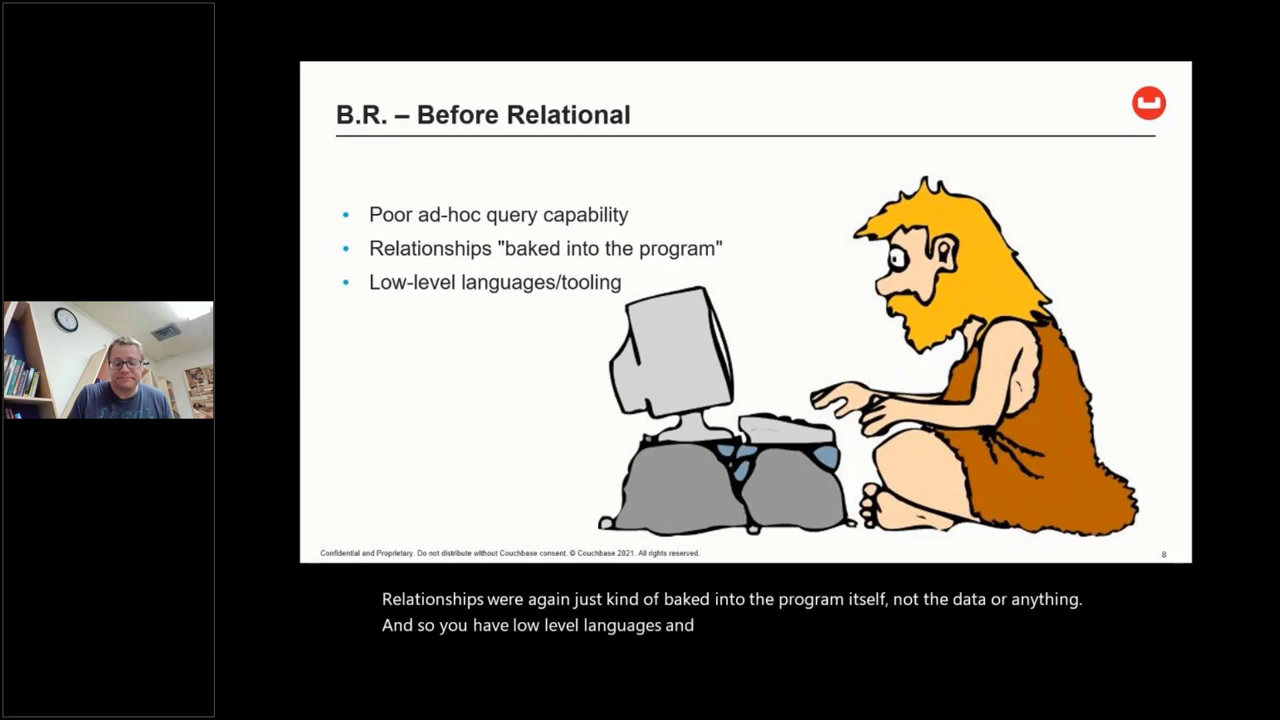 B.R. – Before Relational
• Poor ad-hoc query capability
• Relationships "baked into the program"
• Low-level languages/tooling
Confidential and Proprietary. Do not distribute without Couchbase consent. © Couchbase 2021. All rights reserved.
8
Relationships were again just kind of baked into the program itself, not the data or anything.
And so you have low level languages and